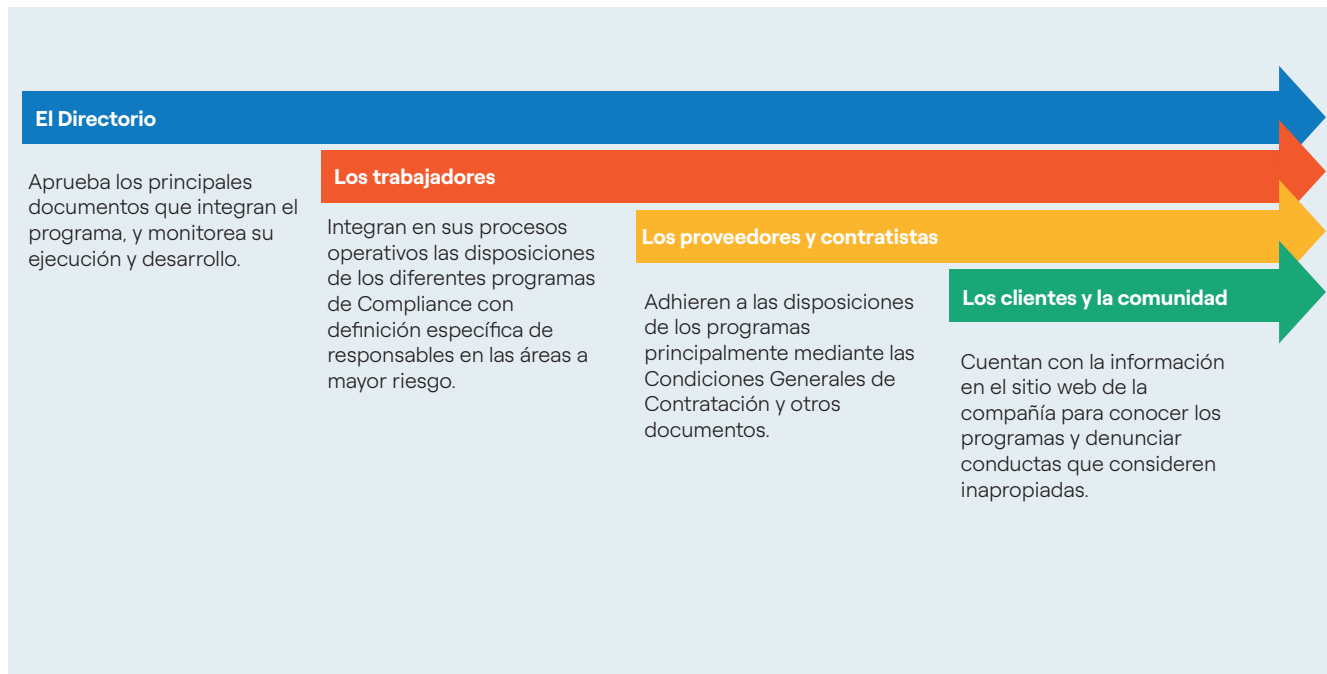 El Directorio
Aprueba los principales
documentos que integran el
programa, y monitorea su
ejecución y desarrollo.
Los trabajadores
Integran en sus procesos
operativos las disposiciones
de los diferentes programas
de Compliance con
definición específica de
responsables en las áreas a
mayor riesgo.
Los proveedores y contratistas
Adhieren a las disposiciones
de los programas
principalmente mediante las
Condiciones Generales de
Contratación y otros
documentos.
Los clientes y la comunidad
Cuentan con la información
en el sitio web de la
compañía para conocer los
programas y denunciar
conductas que consideren
inapropiadas.